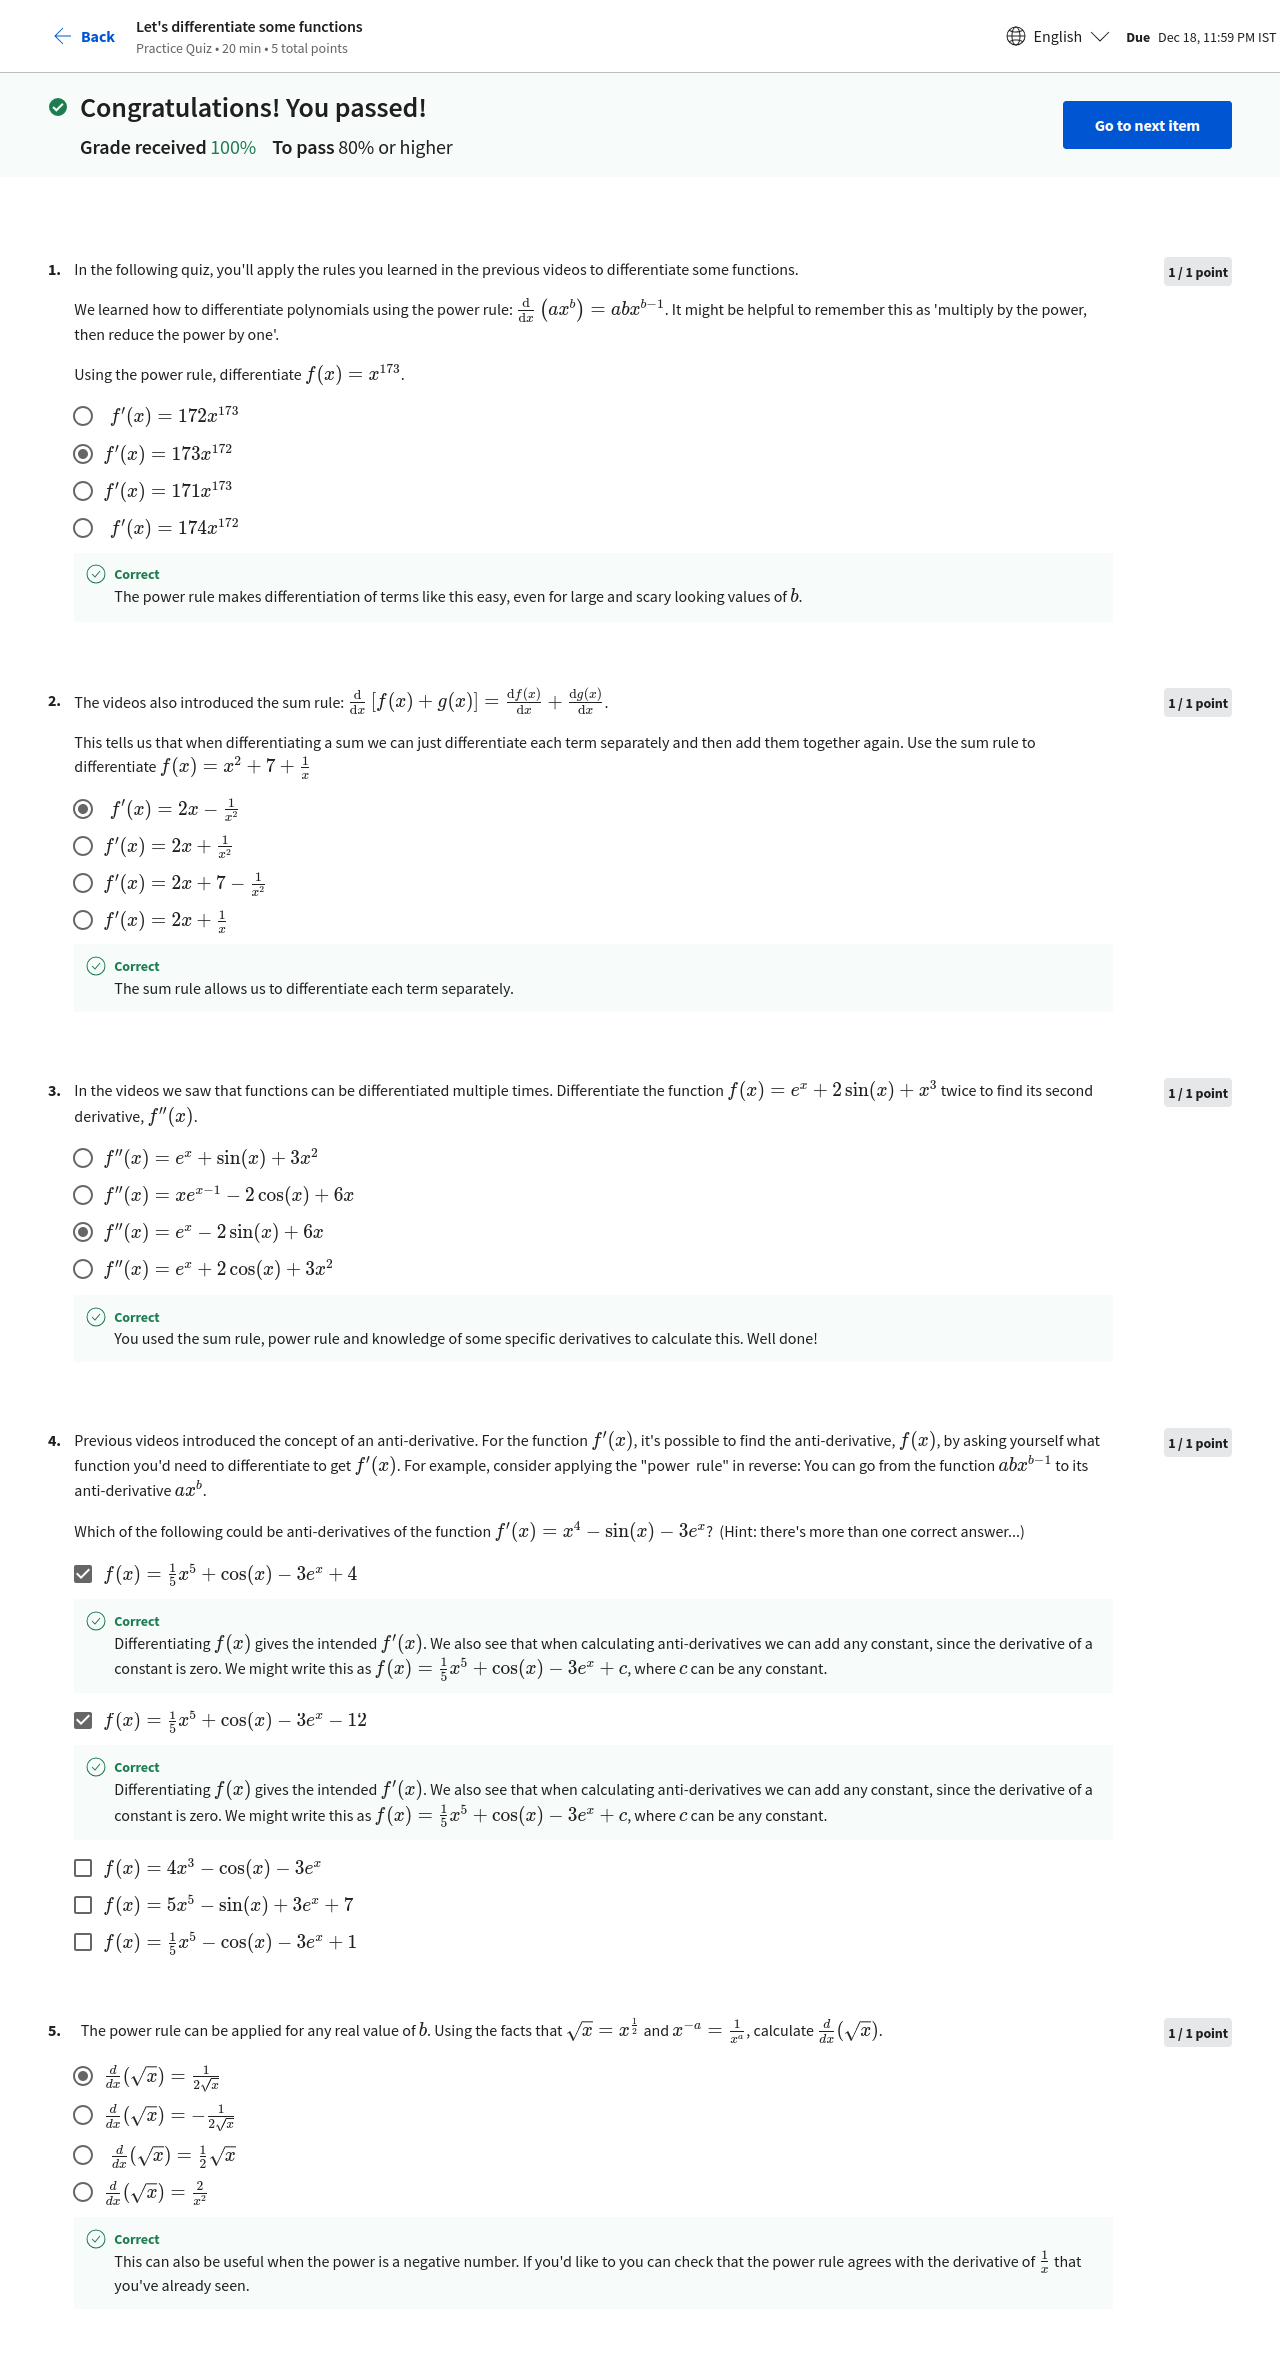 Back
Let's differentiate some functions
Practice Quiz • 20 min • 5 total points
English
Due Dec 18, 11:59 PM IST
Congratulations! You passed!
Grade received 100% To pass 80% or higher
Go to next item
1. In the following quiz, you'll apply the rules you learned in the previous videos to differentiate some functions.
1 / 1 point
We learned how to differentiate polynomials using the power rule: $\frac{\mathrm{d}}{\mathrm{d}x}\left(ax^b\right) = abx^{b-1}$. It might be helpful to remember this as 'multiply by the power,
then reduce the power by one'.
Using the power rule, differentiate $f(x) = x^{173}$.
$f'(x) = 172x^{173}$
$f'(x) = 173x^{172}$
$f'(x) = 171x^{173}$
$f'(x) = 174x^{172}$
Correct
The power rule makes differentiation of terms like this easy, even for large and scary looking values of $b$.
2. The videos also introduced the sum rule: $\frac{\mathrm{d}}{\mathrm{d}x}[f(x) + g(x)] = \frac{\mathrm{d}f(x)}{\mathrm{d}x} + \frac{\mathrm{d}g(x)}{\mathrm{d}x}$.
1 / 1 point
This tells us that when differentiating a sum we can just differentiate each term separately and then add them together again. Use the sum rule to
differentiate $f(x) = x^2 + 7 + \frac{1}{x}$
$f'(x) = 2x - \frac{1}{x^2}$
$f'(x) = 2x + \frac{1}{x^2}$
$f'(x) = 2x + 7 - \frac{1}{x^2}$
$f'(x) = 2x + \frac{1}{x}$
Correct
The sum rule allows us to differentiate each term separately.
3. In the videos we saw that functions can be differentiated multiple times. Differentiate the function $f(x) = e^x + 2\sin(x) + x^3$ twice to find its second
1 / 1 point
derivative, $f''(x)$.
$f''(x) = e^x + \sin(x) + 3x^2$
$f''(x) = xe^{x-1} - 2\cos(x) + 6x$
$f''(x) = e^x - 2\sin(x) + 6x$
$f''(x) = e^x + 2\cos(x) + 3x^2$
Correct
You used the sum rule, power rule and knowledge of some specific derivatives to calculate this. Well done!
4. Previous videos introduced the concept of an anti-derivative. For the function $f'(x)$, it's possible to find the anti-derivative, $f(x)$, by asking yourself what
1 / 1 point
function you'd need to differentiate to get $f'(x)$. For example, consider applying the "power rule" in reverse: You can go from the function $abx^{b-1}$ to its
anti-derivative $ax^b$.
Which of the following could be anti-derivatives of the function $f'(x) = x^4 - \sin(x) - 3e^x$? (Hint: there's more than one correct answer...)
$f(x) = \frac{1}{5}x^5 + \cos(x) - 3e^x + 4$
Correct
Differentiating $f(x)$ gives the intended $f'(x)$. We also see that when calculating anti-derivatives we can add any constant, since the derivative of a
constant is zero. We might write this as $f(x) = \frac{1}{5}x^5 + \cos(x) - 3e^x + c$, where $c$ can be any constant.
$f(x) = \frac{1}{5}x^5 + \cos(x) - 3e^x - 12$
Correct
Differentiating $f(x)$ gives the intended $f'(x)$. We also see that when calculating anti-derivatives we can add any constant, since the derivative of a
constant is zero. We might write this as $f(x) = \frac{1}{5}x^5 + \cos(x) - 3e^x + c$, where $c$ can be any constant.
$f(x) = 4x^3 - \cos(x) - 3e^x$
$f(x) = 5x^5 - \sin(x) + 3e^x + 7$
$f(x) = \frac{1}{5}x^5 - \cos(x) - 3e^x + 1$
5. The power rule can be applied for any real value of $b$. Using the facts that $\sqrt{x} = x^{\frac{1}{2}}$ and $x^{-a} = \frac{1}{x^a}$, calculate $\frac{d}{dx}(\sqrt{x})$.
1 / 1 point
$\frac{d}{dx}(\sqrt{x}) = \frac{1}{2\sqrt{x}}$
$\frac{d}{dx}(\sqrt{x}) = -\frac{1}{2\sqrt{x}}$
$\frac{d}{dx}(\sqrt{x}) = \frac{1}{2}\sqrt{x}$
$\frac{d}{dx}(\sqrt{x}) = \frac{2}{x^2}$
Correct
This can also be useful when the power is a negative number. If you'd like to you can check that the power rule agrees with the derivative of $\frac{1}{x}$ that
you've already seen.